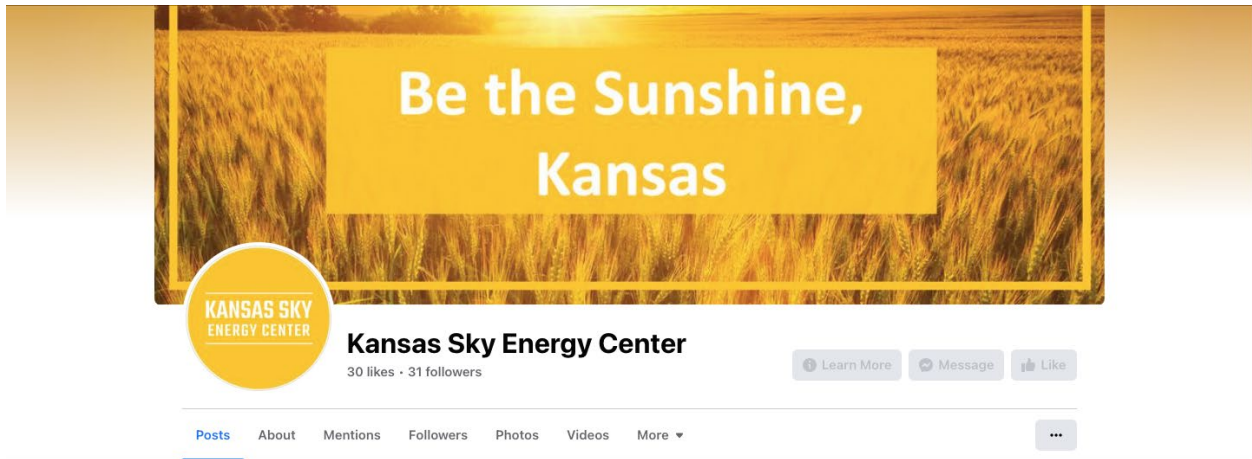 Be the Sunshine,
Kansas
KANSAS SKY
ENERGY CENTER
Kansas Sky Energy Center
30 likes • 31 followers
Learn More
Message
Like
Posts
About
Mentions
Followers
Photos
Videos
More